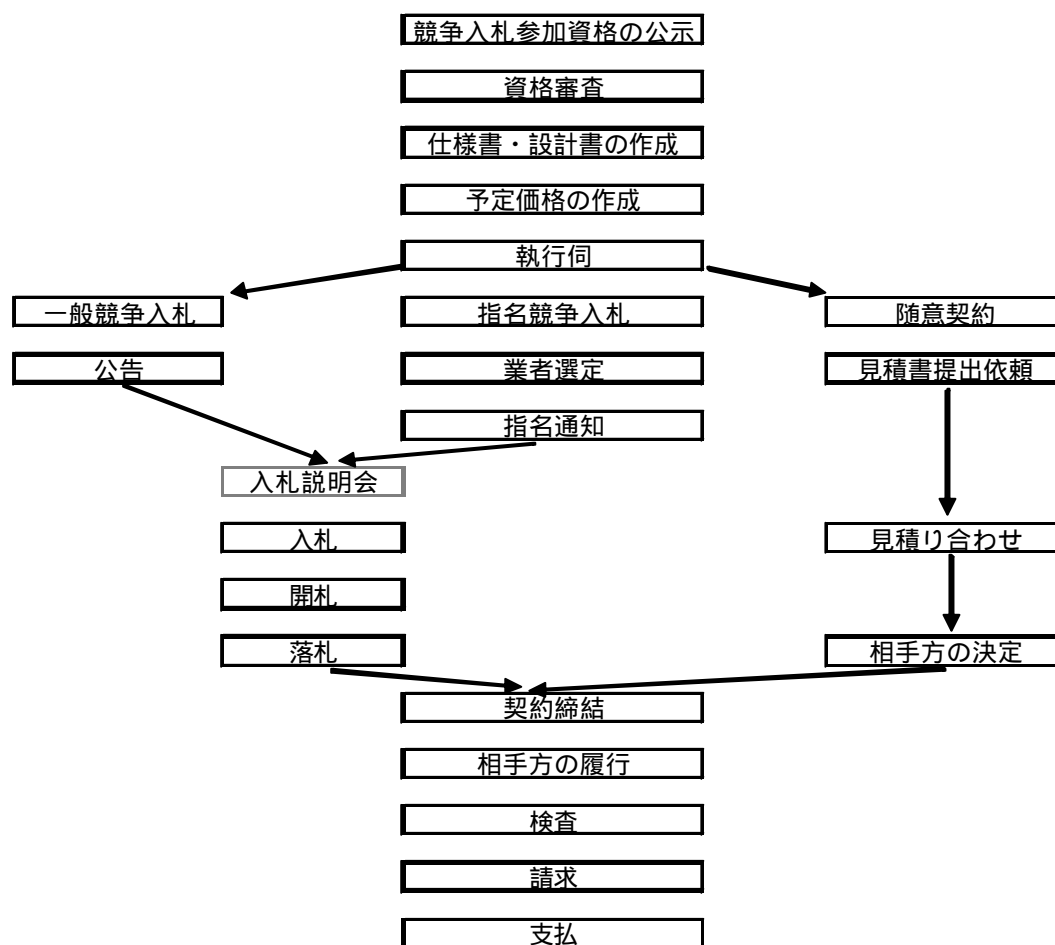 競争入札参加資格の公示
資格審査
仕様書・設計書の作成
予定価格の作成
執行伺
一般競争入札
指名競争入札
随意契約
公告
業者選定
見積書提出依頼
指名通知
入札説明会
入札
見積り合わせ
開札
落札
相手方の決定
契約締結
相手方の履行
検査
請求
支払